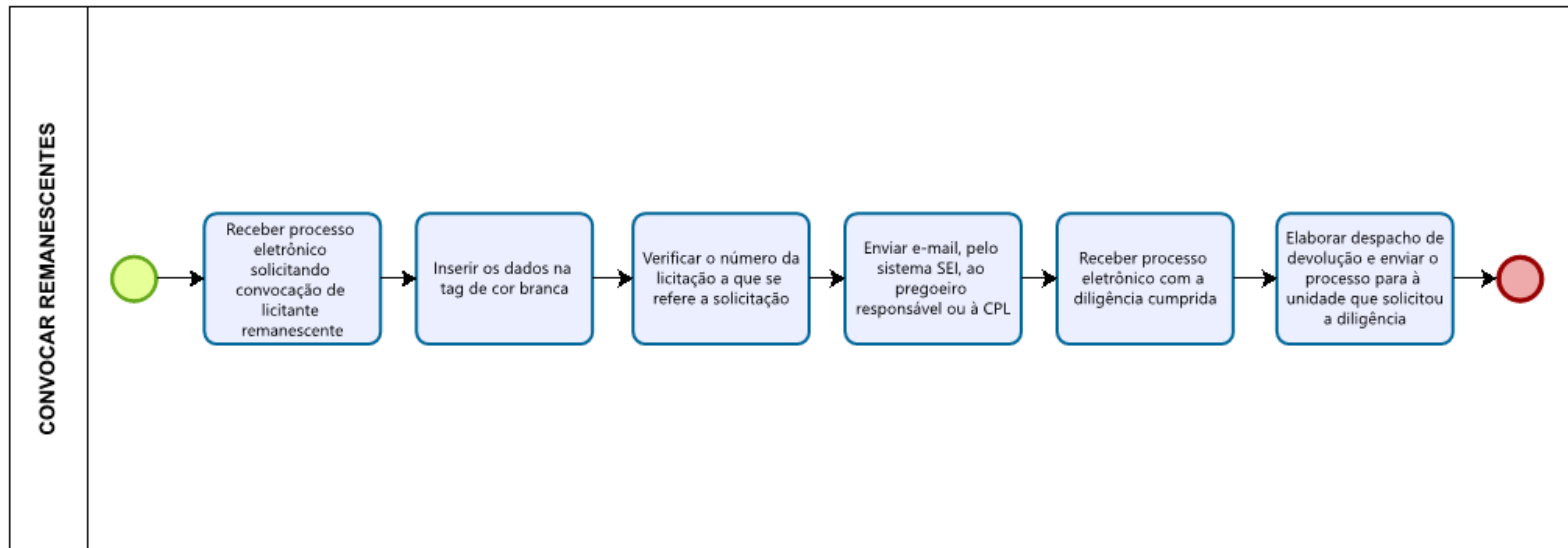 CONVOCAR REMANESCENTES
Receber processo
eletrônico
solicitando
convocação de
licitante
remanescente
Inserir os dados na
tag de cor branca
Verificar o número da
licitação a que se
refere a solicitação
Enviar e-mail, pelo
sistema SEI, ao
pregoeiro
responsável ou à CPL
Receber processo
eletrônico com a
diligência cumprida
Elaborar despacho de
devolução e enviar o
processo para à
unidade que solicitou
a diligência